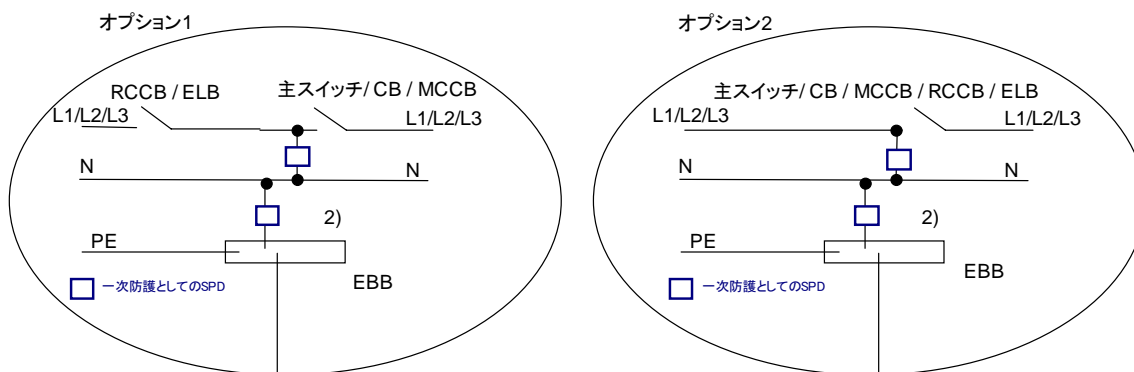 オプション1
RCCB / ELB
主スイッチ/ CB / MCCB
L1/L2/L3
L1/L2/L3
N
N
2)
PE
EBB
一次防護としてのSPD
オプション2
主スイッチ/ CB / MCCB / RCCB / ELB
L1/L2/L3
L1/L2/L3
N
N
2)
PE
EBB
一次防護としてのSPD